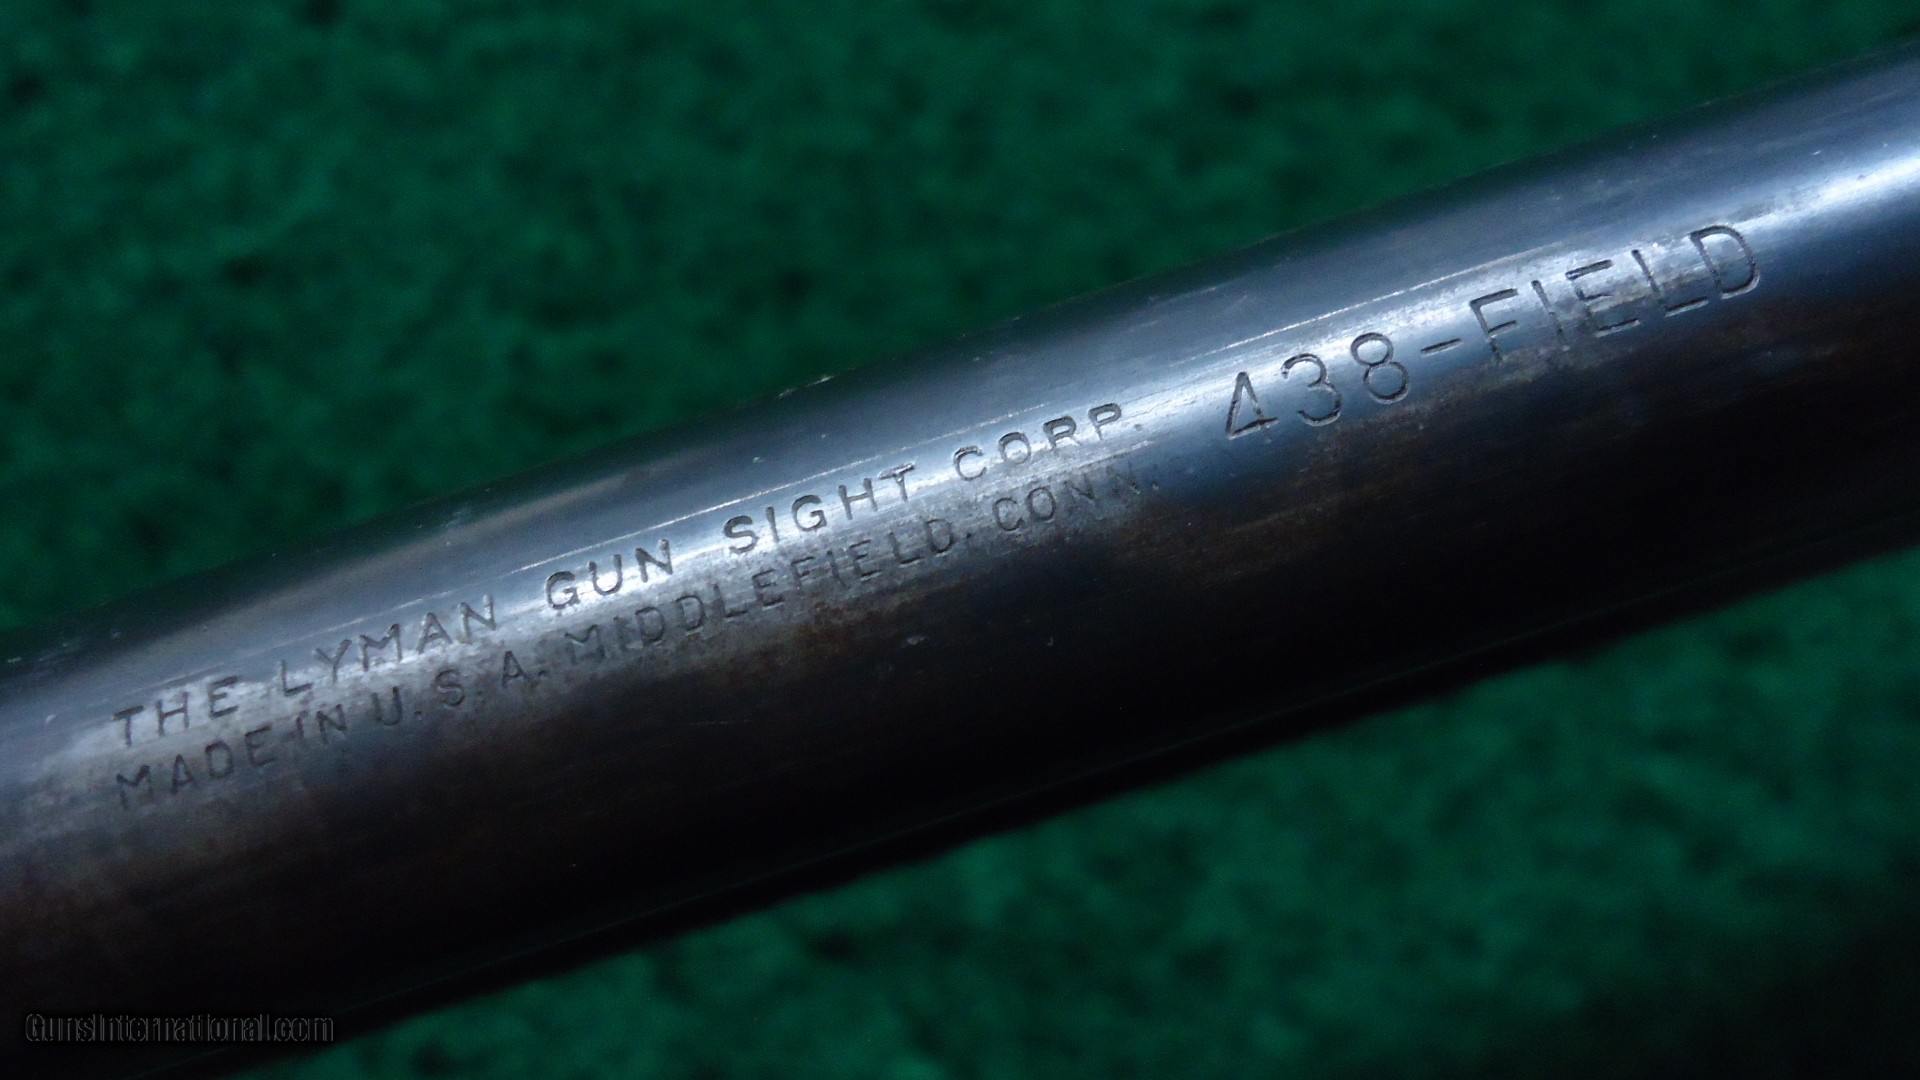 THE LYMAN GUN SIGHT CORP. 438-FIELD
MADE IN U.S.A. MIDDLEFIELD. CONN.
GunsInternational.com